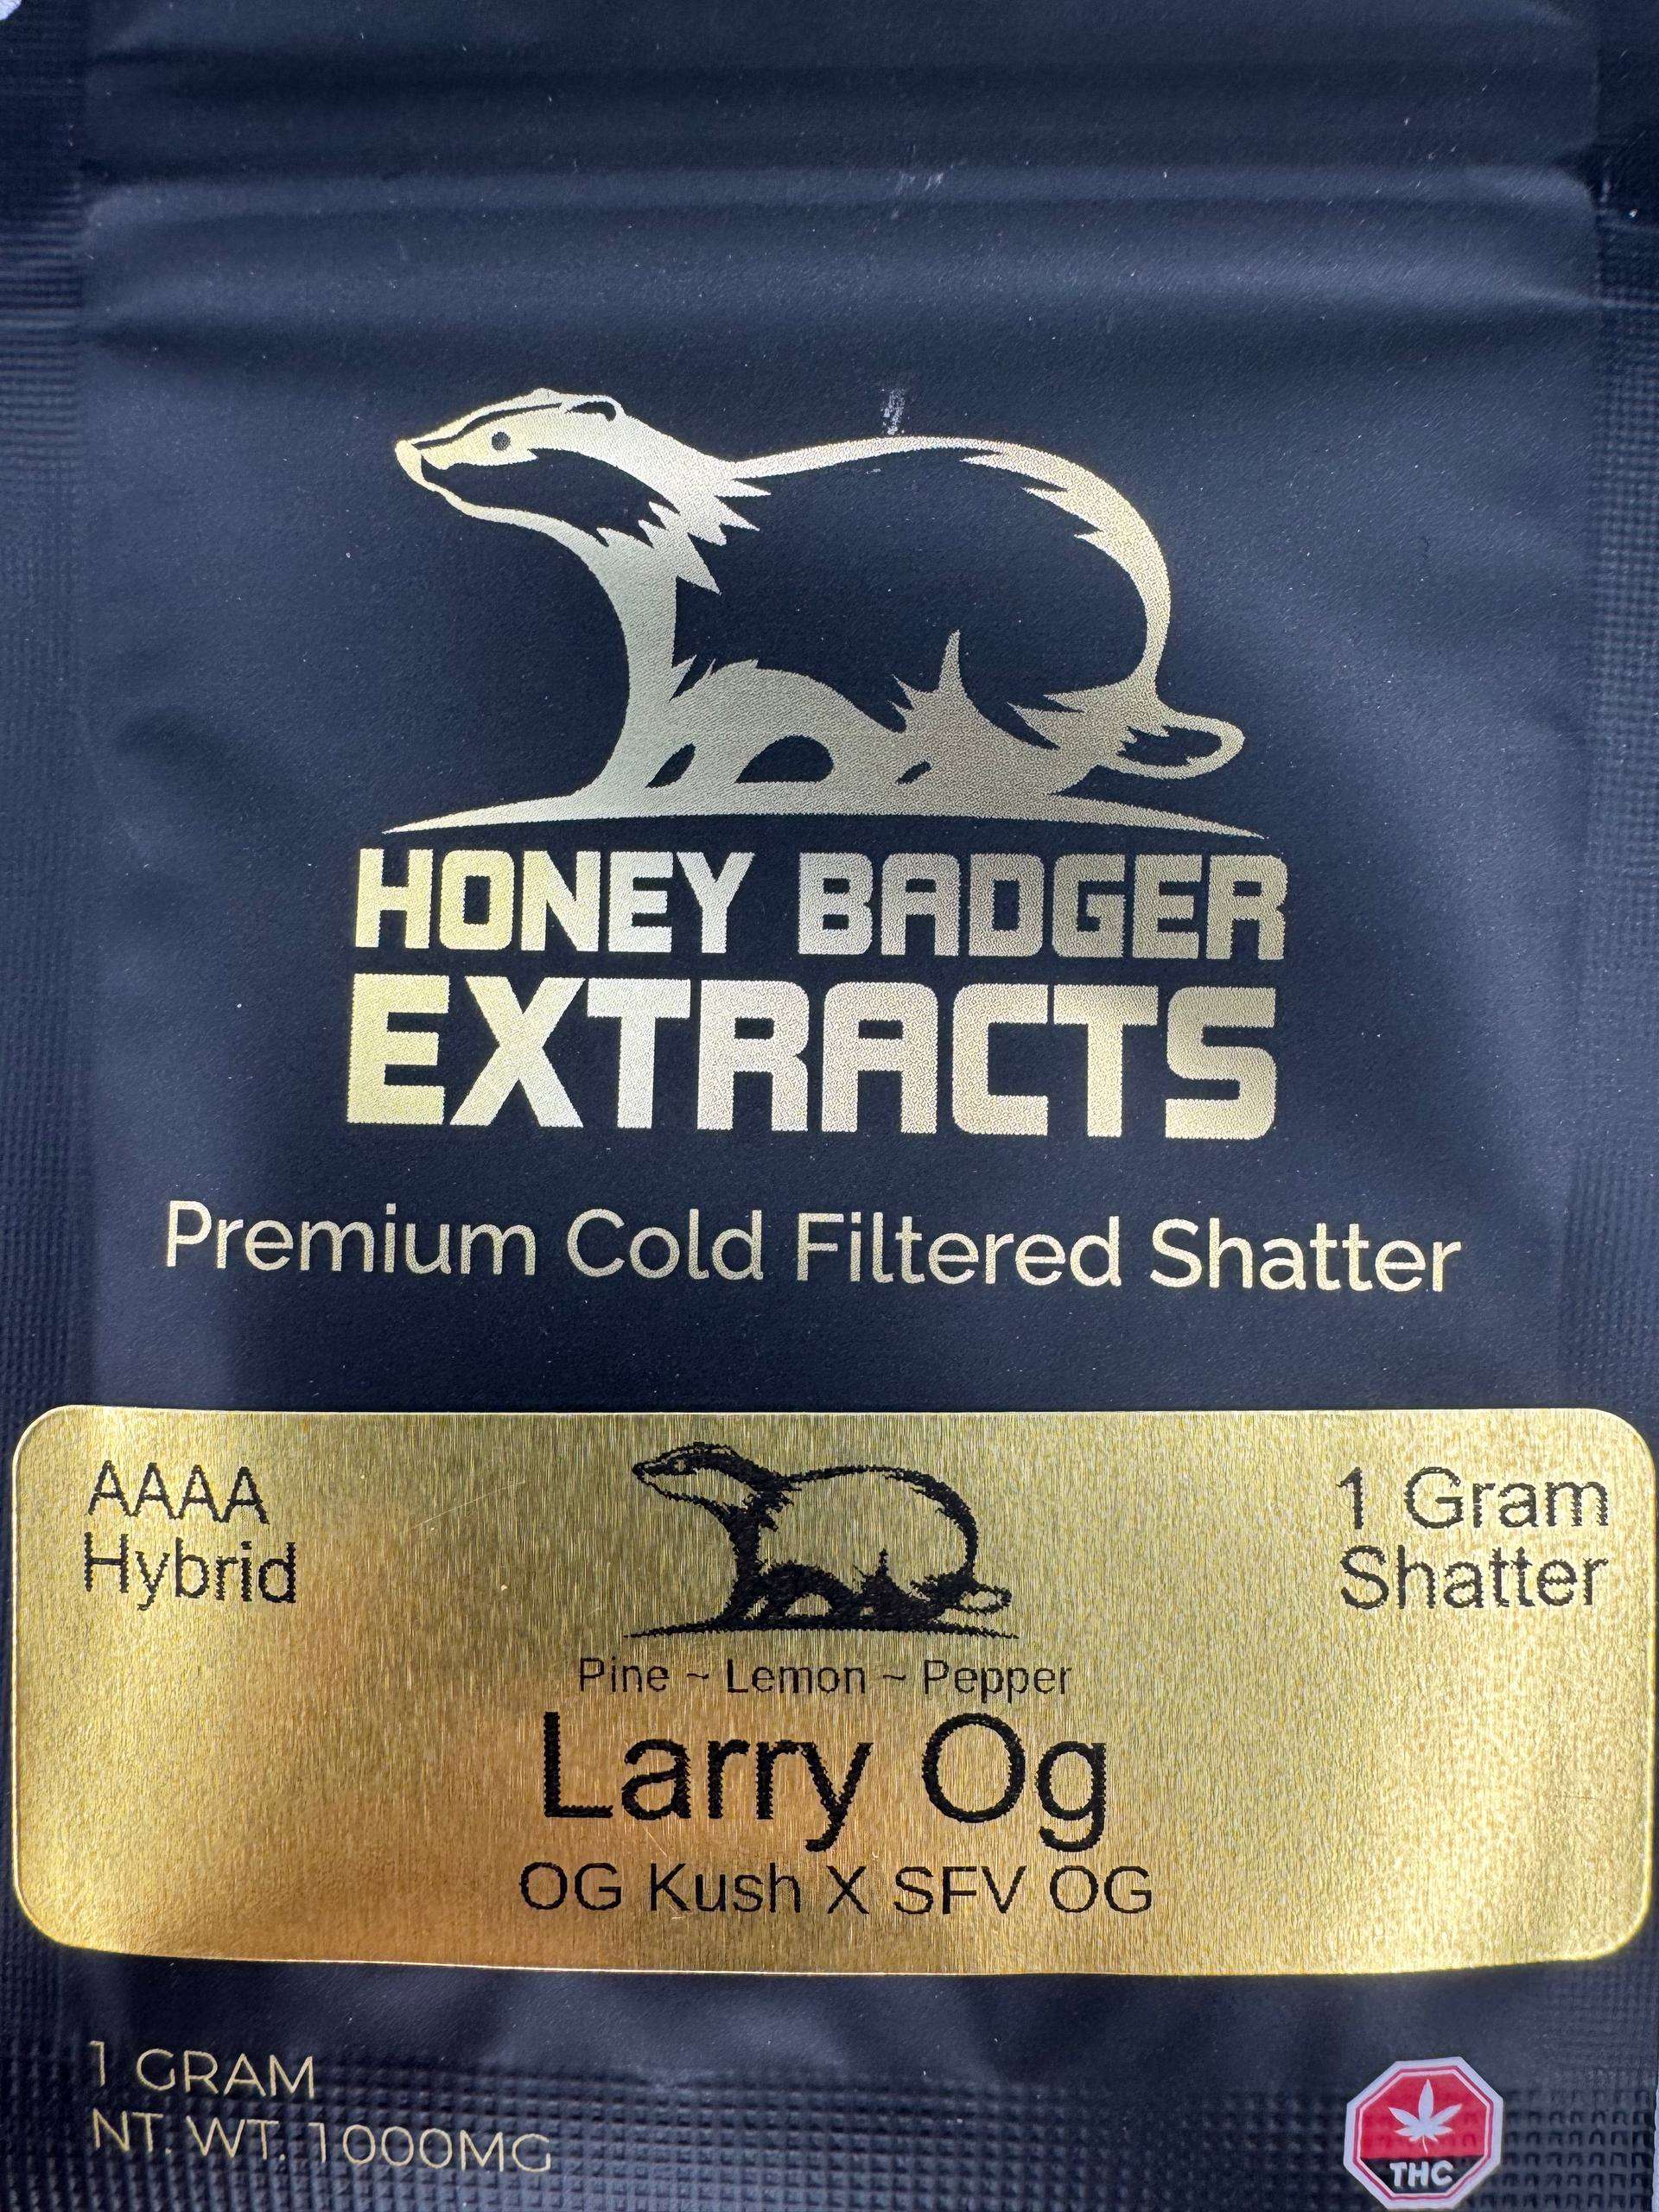 HONEY BADGER
EXTRACTS
Premium Cold Filtered Shatter
AAAA
Hybrid
1 Gram
Shatter
Pine ~ Lemon ~ Pepper
Larry Og
OG Kush X SFV OG
1 GRAM
NT. WT. 1000MG
THC